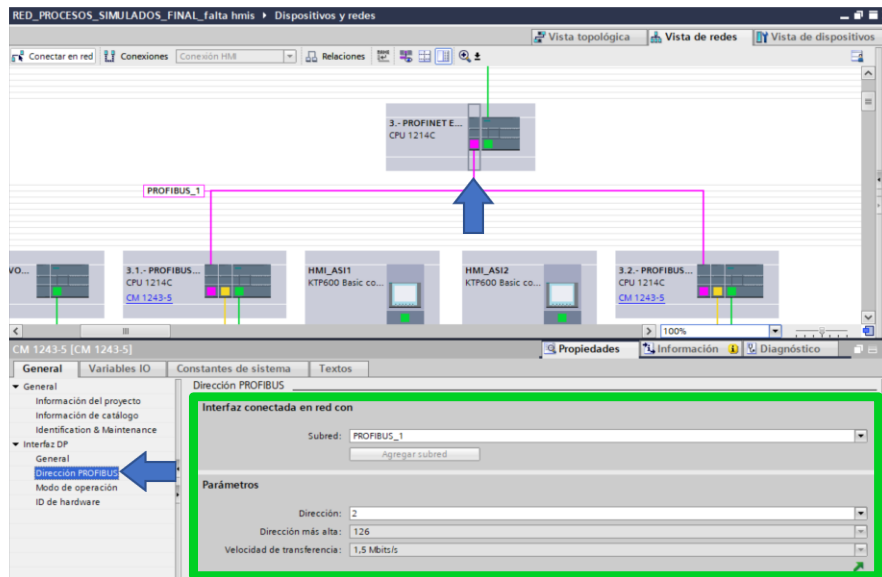 RED_PROCESOS_SIMULADOS_FINAL_falta hmis ▸ Dispositivos y redes
Vista topológica Vista de redes Vista de dispositivos
Conectar en red Conexiones Conexión HMI Relaciones
3.- PROFINET E...
CPU 1214C
PROFIBUS_1
VO...
3.1.- PROFIBUS...
CPU 1214C
CM 1243-5
HMI_ASI1
KTP600 Basic co...
HMI_ASI2
KTP600 Basic co...
3.2.- PROFIBUS...
CPU 1214C
CM 1243-5
100%
CM 1243-5 [CM 1243-5]
Propiedades Información Diagnóstico
General Variables IO Constantes de sistema Textos
General
Información del proyecto
Información de catálogo
Identification & Maintenance
Interfaz DP
General
Dirección PROFIBUS
Modo de operación
ID de hardware
Dirección PROFIBUS
Interfaz conectada en red con
Subred: PROFIBUS_1
Agregar subred
Parámetros
Dirección: 2
Dirección más alta: 126
Velocidad de transferencia: 1,5 Mbits/s